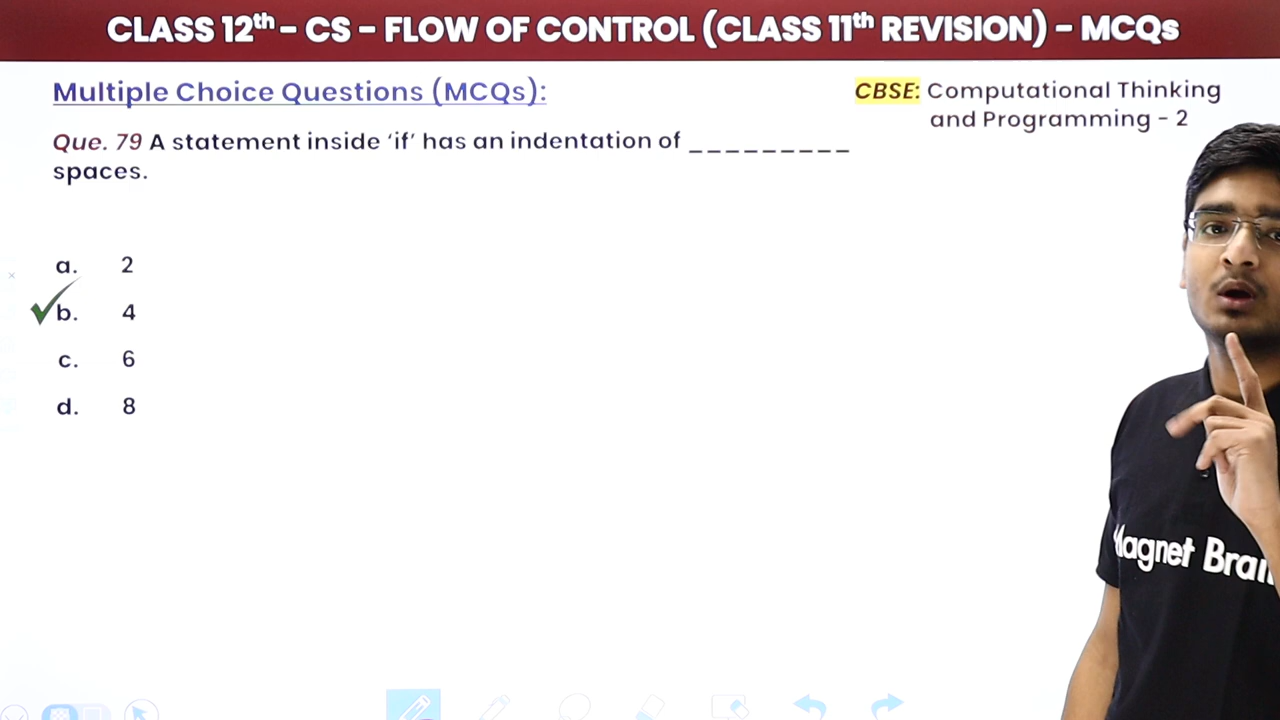 CLASS 12th - CS - FLOW OF CONTROL (CLASS 11th REVISION) - MCQs
Multiple Choice Questions (MCQs):
CBSE: Computational Thinking
and Programming - 2
Que. 79 A statement inside ‘if’ has an indentation of _________
spaces.
a. 2
b. 4
c. 6
d. 8
Magnet Brain